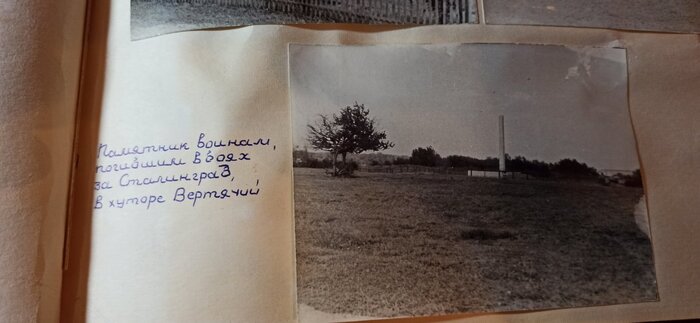 Памятник воинам,
погибшим в боях
за Сталинград,
в хуторе Вертячий